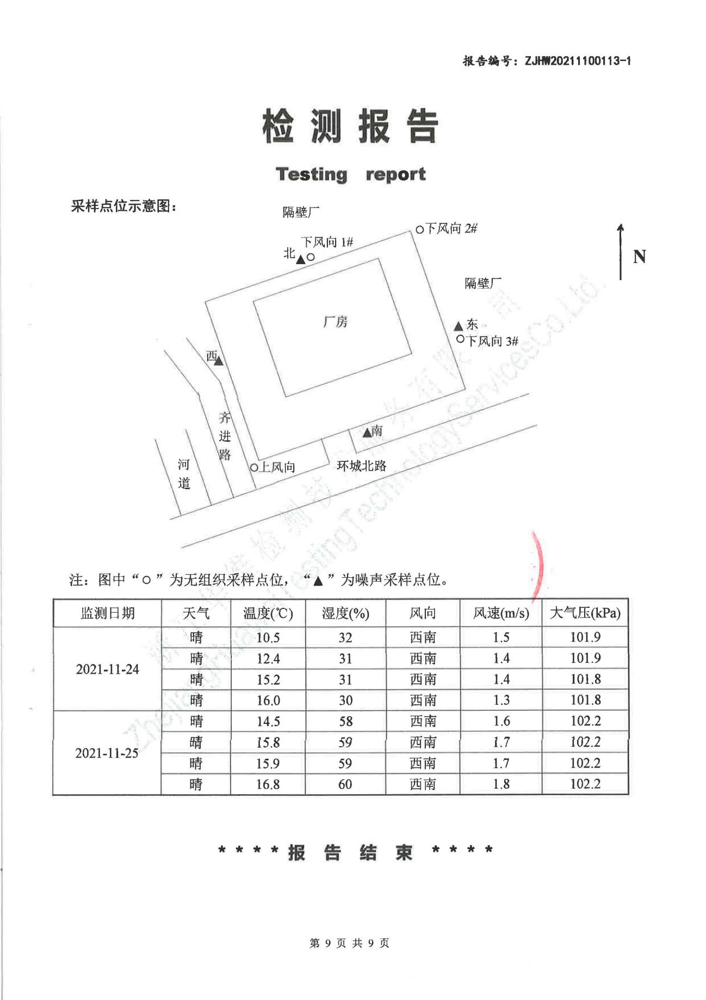 报告编号：ZJHW20211100113-1
检测报告
Testing report
采样点位示意图：
隔壁厂
下风向 2#
下风向 1#
北▲○
N
隔壁厂
厂房
▲东
○下风向 3#
西▲
齐进路
▲南
河道
○上风向
环城北路
注：图中“○”为无组织采样点位，“▲”为噪声采样点位。
监测日期 天气 温度(℃) 湿度(%) 风向 风速(m/s) 大气压(kPa)
2021-11-24 晴 10.5 32 西南 1.5 101.9
晴 12.4 31 西南 1.4 101.9
晴 15.2 31 西南 1.4 101.8
晴 16.0 30 西南 1.3 101.8
2021-11-25 晴 14.5 58 西南 1.6 102.2
晴 15.8 59 西南 1.7 102.2
晴 15.9 59 西南 1.7 102.2
晴 16.8 60 西南 1.8 102.2
****报告结束****
第 9 页 共 9 页